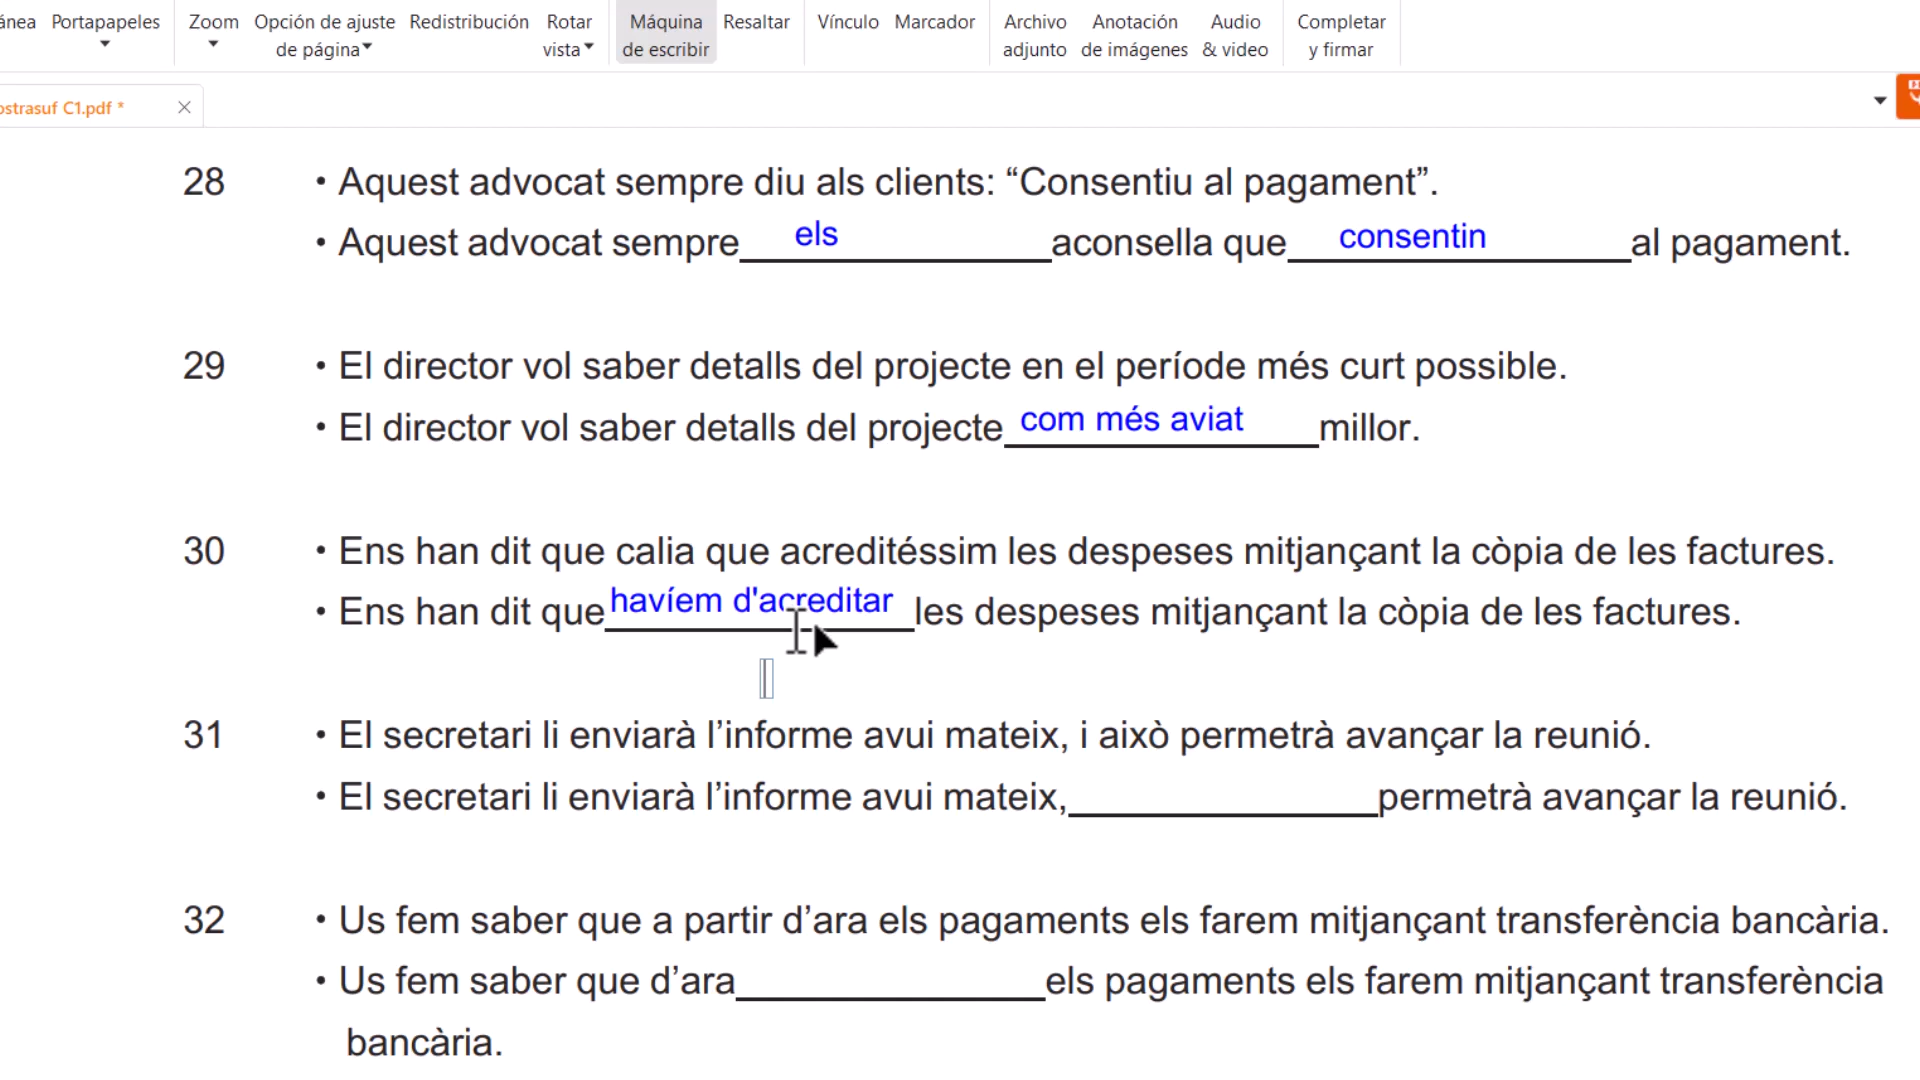 ánea Portapapeles Zoom Opción de ajuste de página Redistribución Rotar vista Máquina de escribir Resaltar Vínculo Marcador Archivo adjunto Anotación de imágenes Audio & video Completar y firmar
ostrasuf C1.pdf *
28 • Aquest advocat sempre diu als clients: “Consentiu al pagament”.
• Aquest advocat sempre els aconsella que consentin al pagament.
29 • El director vol saber detalls del projecte en el període més curt possible.
• El director vol saber detalls del projecte com més aviat millor.
30 • Ens han dit que calia que acreditéssim les despeses mitjançant la còpia de les factures.
• Ens han dit que havíem d'acreditar les despeses mitjançant la còpia de les factures.
31 • El secretari li enviarà l’informe avui mateix, i això permetrà avançar la reunió.
• El secretari li enviarà l’informe avui mateix, ______ permetrà avançar la reunió.
32 • Us fem saber que a partir d’ara els pagaments els farem mitjançant transferència bancària.
• Us fem saber que d’ara ______ els pagaments els farem mitjançant transferència
bancària.